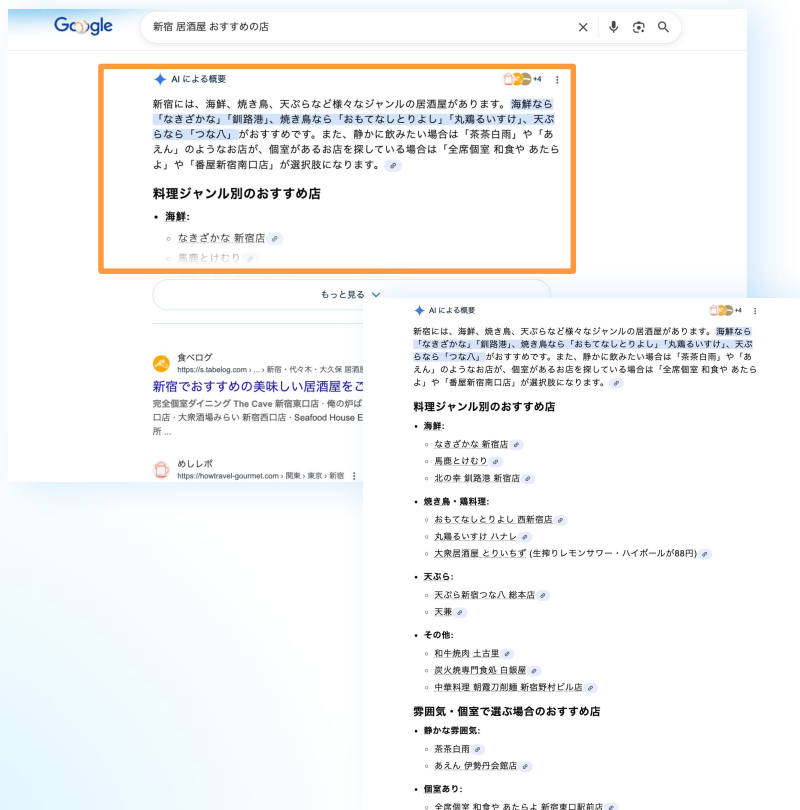 Google
新宿 居酒屋 おすすめの店
AI による概要
+4
新宿には、海鮮、焼き鳥、天ぷらなど様々なジャンルの居酒屋があります。海鮮なら
「なきざかな」「釧路港」、焼き鳥なら「おもてなしとりよし」「丸鶏るいすけ」、天ぷ
らなら「つな八」がおすすめです。また、静かに飲みたい場合は「茶茶白雨」や「あ
えん」のようなお店が、個室があるお店を探している場合は「全席個室 和食や あたら
よ」や「番屋新宿南口店」が選択肢になります。
料理ジャンル別のおすすめ店
• 海鮮:
◦ なきざかな 新宿店
◦ 馬鹿とけむり
もっと見る
食べログ
https://s.tabelog.com › ... › 新宿・代々木・大久保 居酒屋
新宿でおすすめの美味しい居酒屋をご
完全個室ダイニング The Cave 新宿東口店 · 俺の炉ば
口店 · 大衆酒場みらい 新宿西口店 · Seafood House E
所 ...
めしレポ
https://howtravel-gourmet.com › 関東 › 東京 › 新宿
AI による概要
+4
新宿には、海鮮、焼き鳥、天ぷらなど様々なジャンルの居酒屋があります。海鮮なら
「なきざかな」「釧路港」、焼き鳥なら「おもてなしとりよし」「丸鶏るいすけ」、天ぷ
らなら「つな八」がおすすめです。また、静かに飲みたい場合は「茶茶白雨」や「あ
えん」のようなお店が、個室があるお店を探している場合は「全席個室 和食や あたら
よ」や「番屋新宿南口店」が選択肢になります。
料理ジャンル別のおすすめ店
• 海鮮:
◦ なきざかな 新宿店
◦ 馬鹿とけむり
◦ 北の幸 釧路港 新宿店
• 焼き鳥・鶏料理:
◦ おもてなしとりよし 西新宿店
◦ 丸鶏るいすけ ハナレ
◦ 大衆居酒屋 とりいちず (生搾りレモンサワー・ハイボールが88円)
• 天ぷら:
◦ 天ぷら新宿つな八 総本店
◦ 天兼
• その他:
◦ 和牛焼肉 土古里
◦ 炭火焼専門食処 白銀屋
◦ 中華料理 朝霞刀削麺 新宿野村ビル店
雰囲気・個室で選ぶ場合のおすすめ店
• 静かな雰囲気:
◦ 茶茶白雨
◦ あえん 伊勢丹会館店
• 個室あり:
◦ 全席個室 和食や あたらよ 新宿東口駅前店